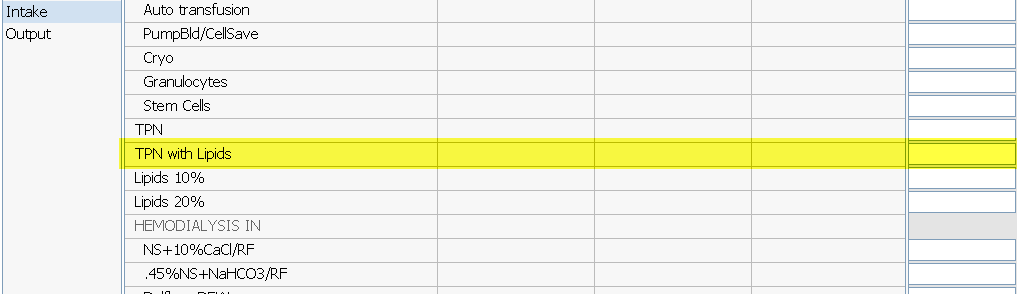 Intake
Output
Auto transfusion
PumpBld/CellSave
Cryo
Granulocytes
Stem Cells
TPN
TPN with Lipids
Lipids 10%
Lipids 20%
HEMODIALYSIS IN
NS+10%CaCl/RF
.45%NS+NaHCO3/RF